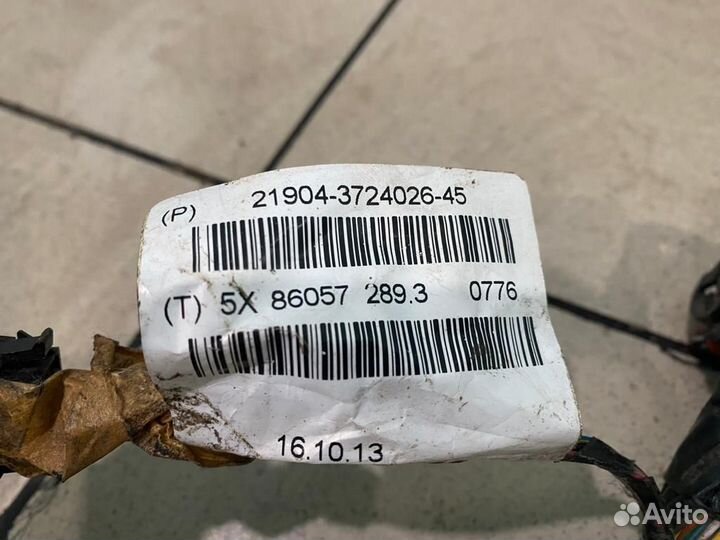 (P) 21904-3724026-45
(T) 5X 86057 289.3 0776
16.10.13
Avito